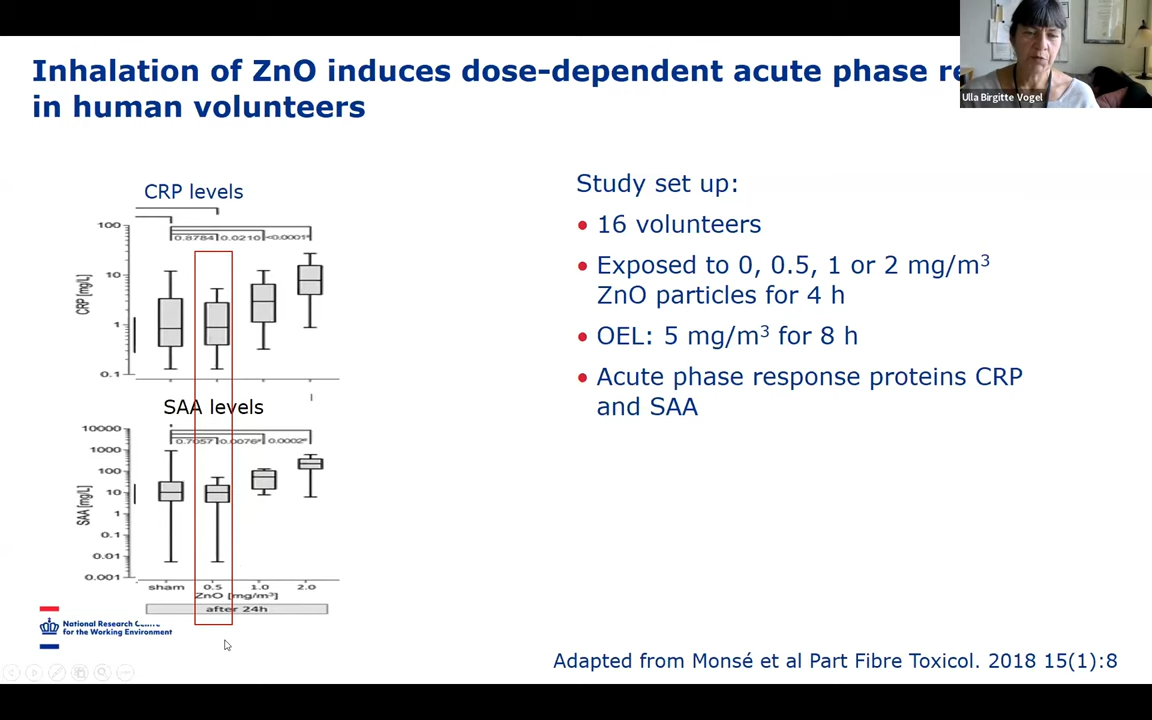 Inhalation of ZnO induces dose-dependent acute phase
in human volunteers
Ulla Birgitte Vogel
CRP levels
100
10
1
0.1
CRP [mg/L]
0.8784
0.0210
<0.0001*
SAA levels
10000
1000
100
10
1
0.1
0.01
0.001
SAA [mg/L]
0.7057
0.0076*
0.0002*
sham 0.5 1.0 2.0
ZnO [mg/m³]
after 24h
Study set up:
• 16 volunteers
• Exposed to 0, 0.5, 1 or 2 mg/m³
ZnO particles for 4 h
• OEL: 5 mg/m³ for 8 h
• Acute phase response proteins CRP
and SAA
National Research Centre
for the Working Environment
Adapted from Monsé et al Part Fibre Toxicol. 2018 15(1):8